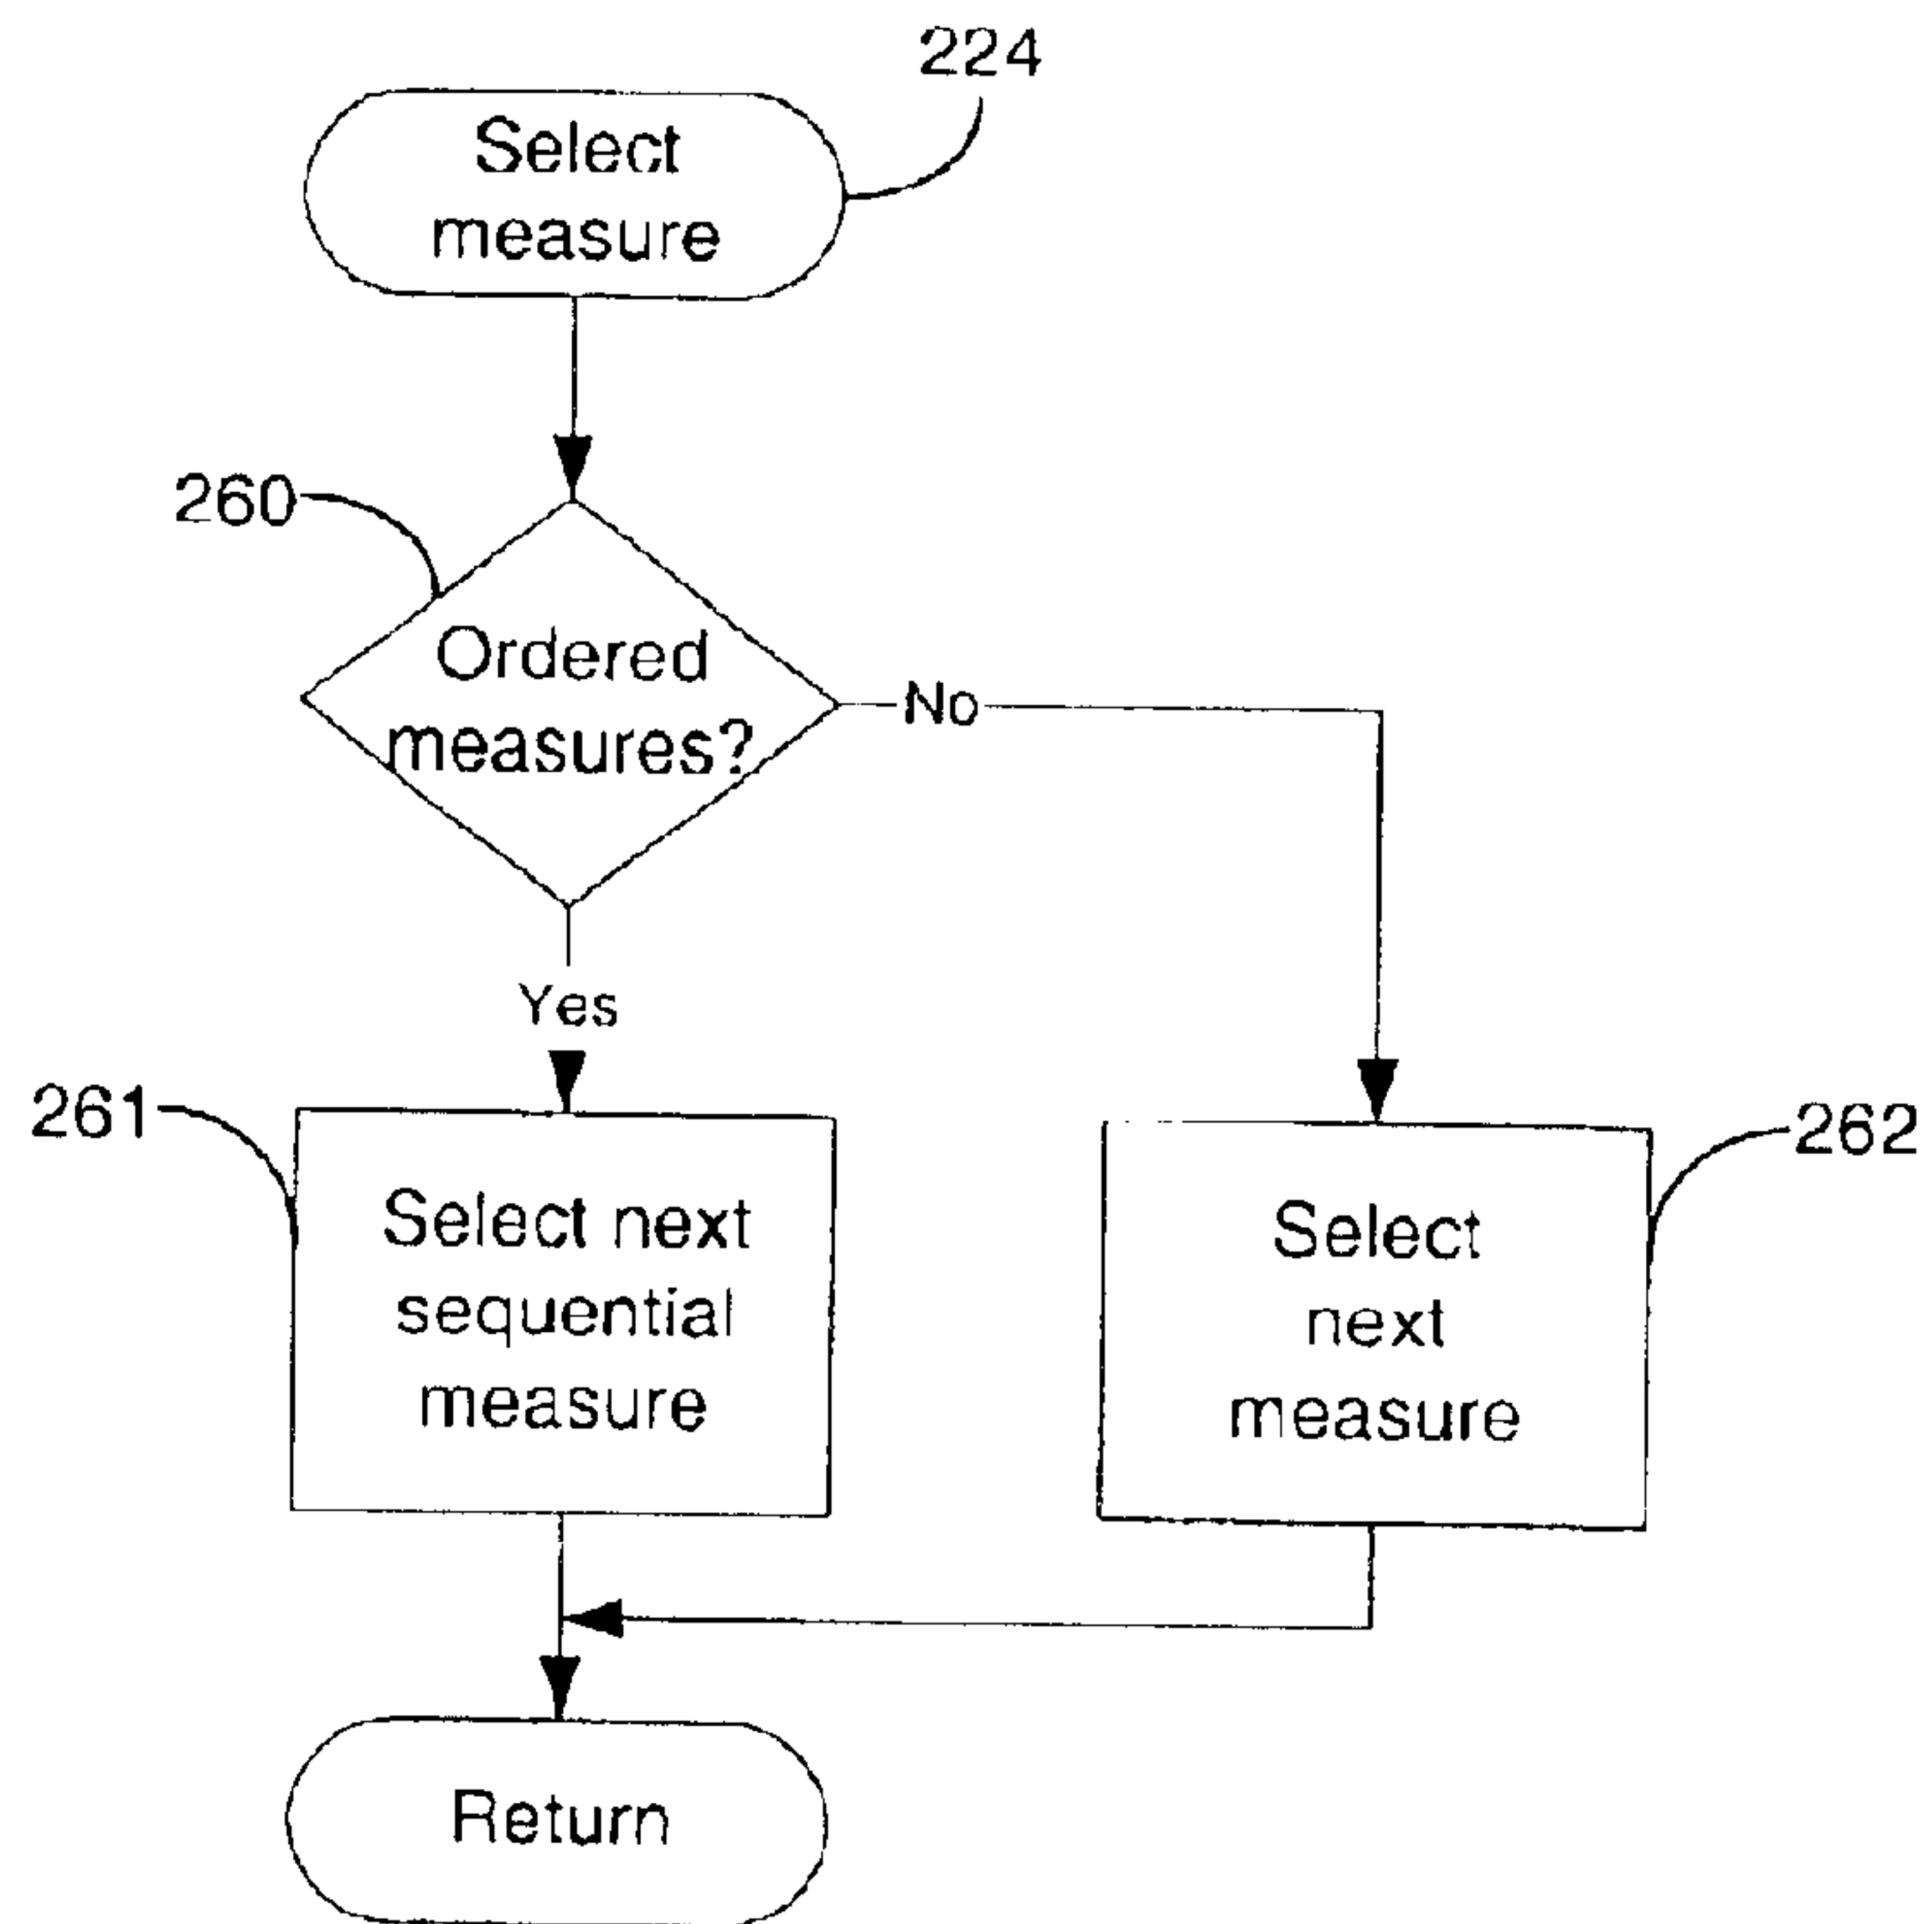 224
Select
measure
260
Ordered
measures?
No
Yes
261
Select next
sequential
measure
262
Select
next
measure
Return